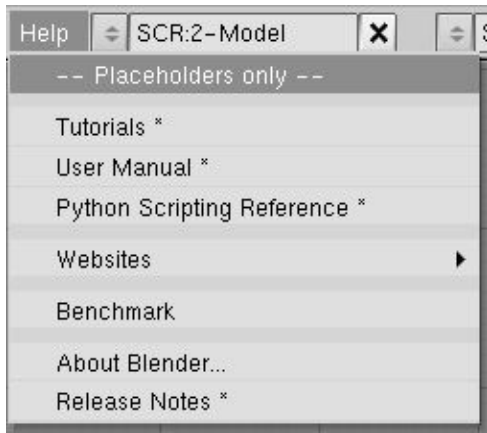 Help SCR:2-Model
-- Placeholders only --
Tutorials *
User Manual *
Python Scripting Reference *
Websites
Benchmark
About Blender...
Release Notes *